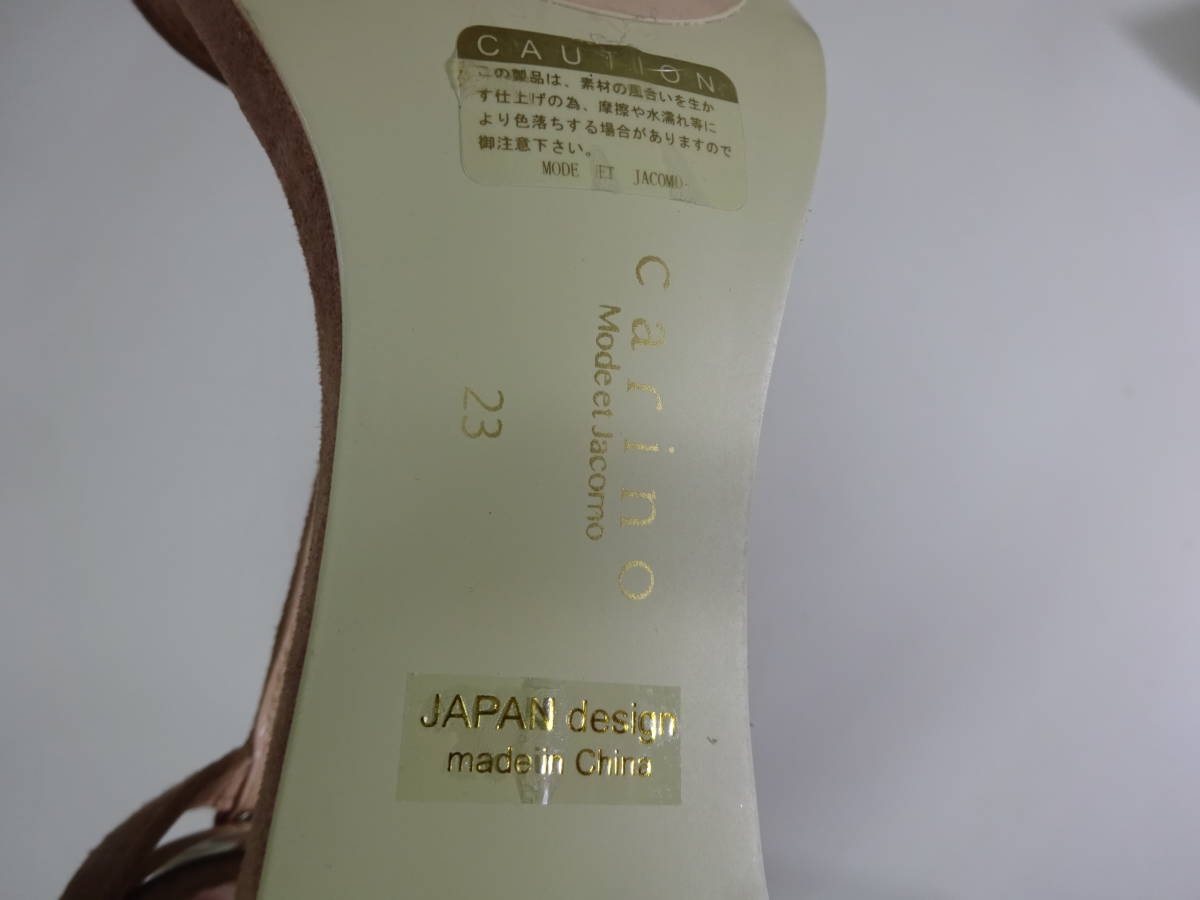 CAUTION
この製品は、素材の風合いを生か
す仕上げの為、摩擦や水濡れ等に
より色落ちする場合がありますので
御注意下さい。
MODE ET JACOMO
carino
Mode et Jacomo
23
JAPAN design
made in China